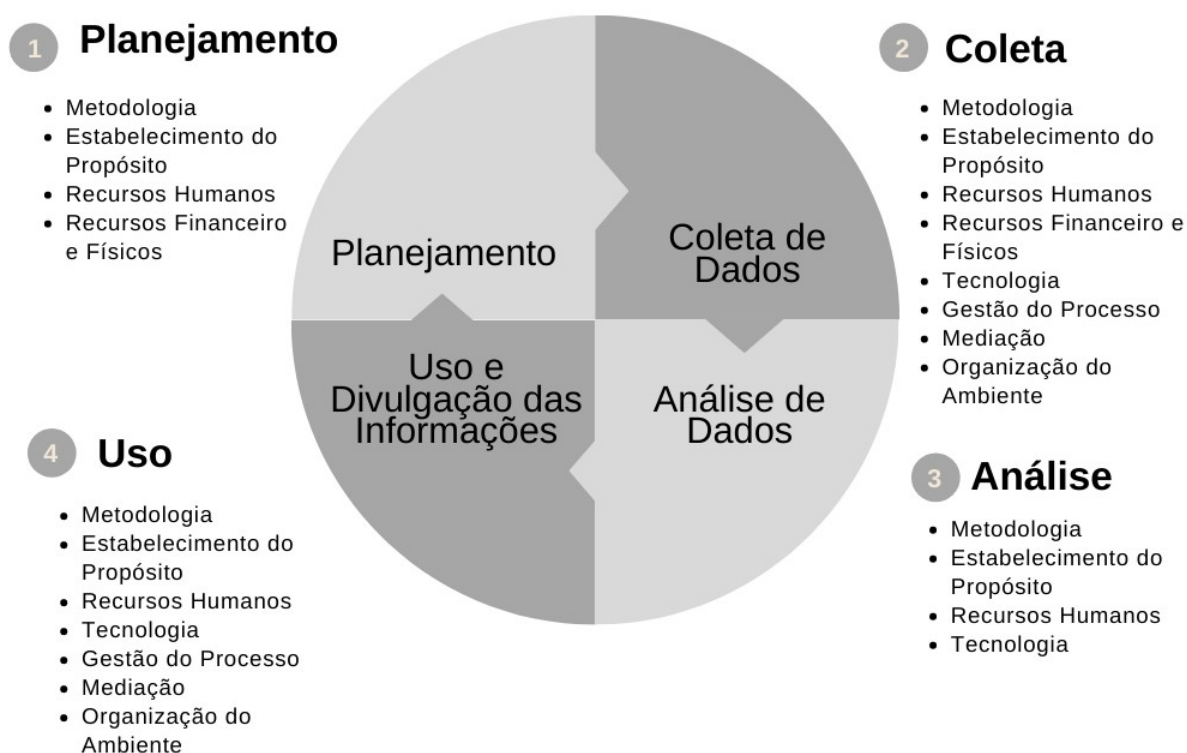 1
Planejamento
Metodologia
Estabelecimento do
Propósito
Recursos Humanos
Recursos Financeiro
e Físicos
2
Coleta
Metodologia
Estabelecimento do
Propósito
Recursos Humanos
Recursos Financeiro e
Físicos
Tecnologia
Gestão do Processo
Mediação
Organização do
Ambiente
Planejamento
Coleta de
Dados
Análise de
Dados
Uso e
Divulgação das
Informações
3
Análise
Metodologia
Estabelecimento do
Propósito
Recursos Humanos
Tecnologia
4
Uso
Metodologia
Estabelecimento do
Propósito
Recursos Humanos
Tecnologia
Gestão do Processo
Mediação
Organização do
Ambiente